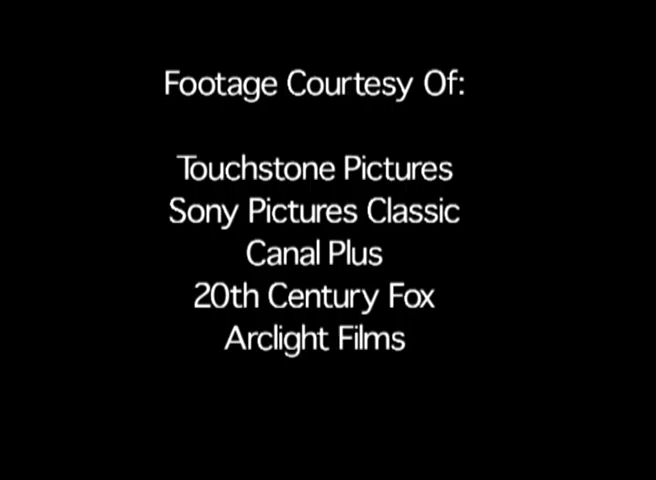 Footage Courtesy Of:
Touchstone Pictures
Sony Pictures Classic
Canal Plus
20th Century Fox
Arclight Films